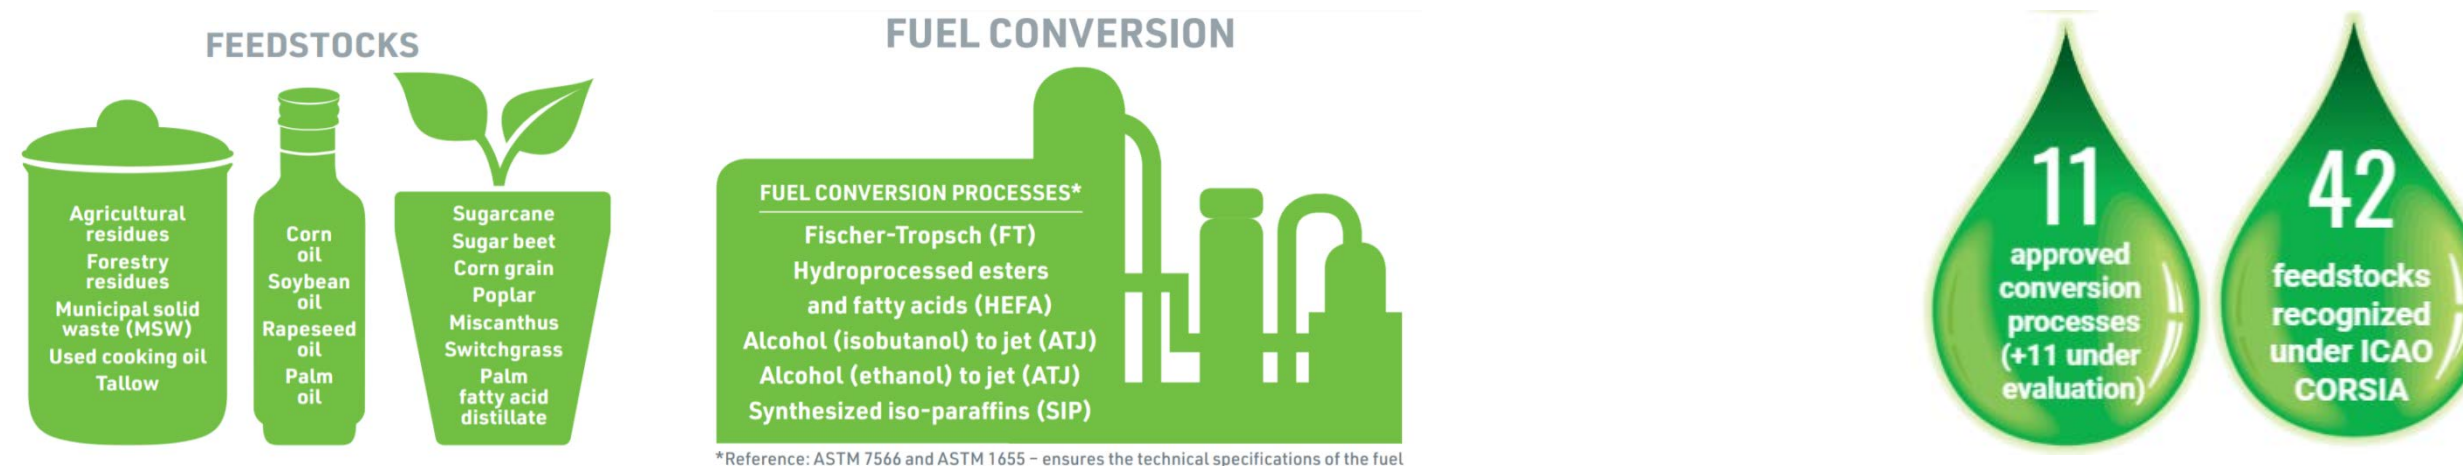 FEEDSTOCKS
Agricultural
residues
Forestry
residues
Municipal solid
waste (MSW)
Used cooking oil
Tallow
Corn
oil
Soybean
oil
Rapeseed
oil
Palm
oil
Sugarcane
Sugar beet
Corn grain
Poplar
Miscanthus
Switchgrass
Palm
fatty acid
distillate
FUEL CONVERSION
FUEL CONVERSION PROCESSES*
Fischer-Tropsch (FT)
Hydroprocessed esters
and fatty acids (HEFA)
Alcohol (isobutanol) to jet (ATJ)
Alcohol (ethanol) to jet (ATJ)
Synthesized iso-paraffins (SIP)
*Reference: ASTM 7566 and ASTM 1655 – ensures the technical specifications of the fuel
11
approved
conversion
processes
(+11 under
evaluation)
42
feedstocks
recognized
under ICAO
CORSIA